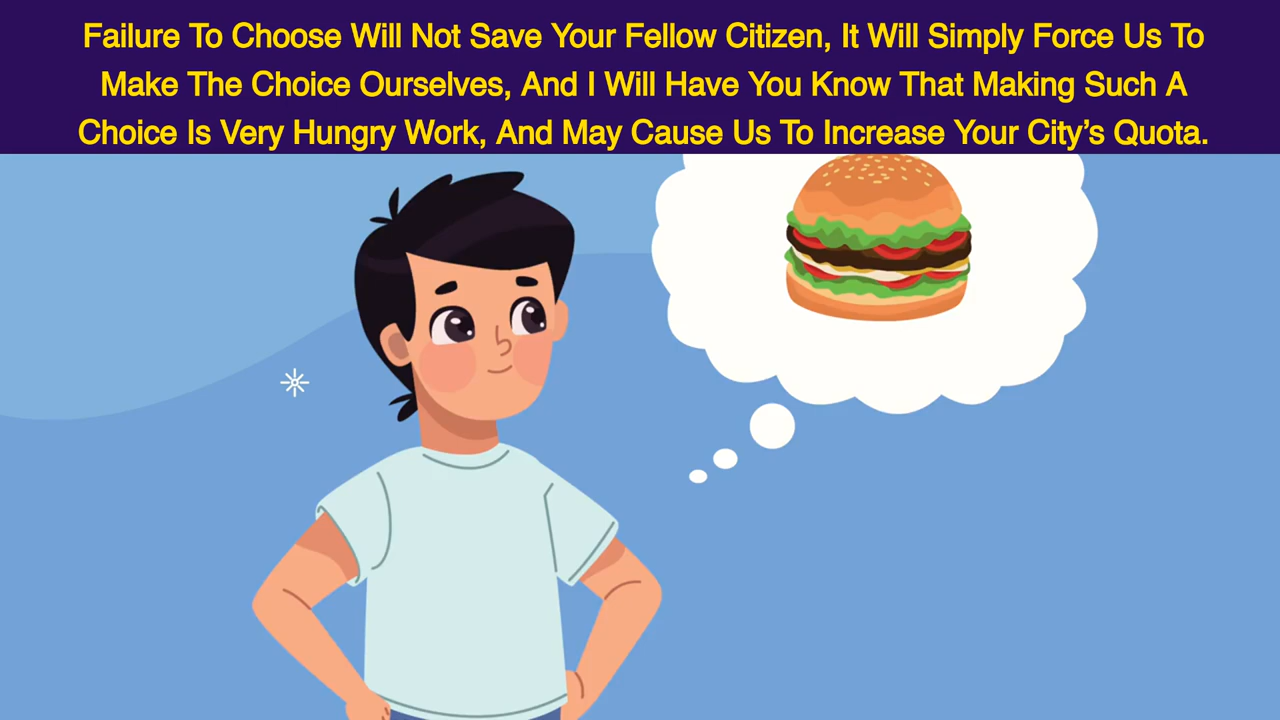 Failure To Choose Will Not Save Your Fellow Citizen, It Will Simply Force Us To
Make The Choice Ourselves, And I Will Have You Know That Making Such A
Choice Is Very Hungry Work, And May Cause Us To Increase Your City’s Quota.